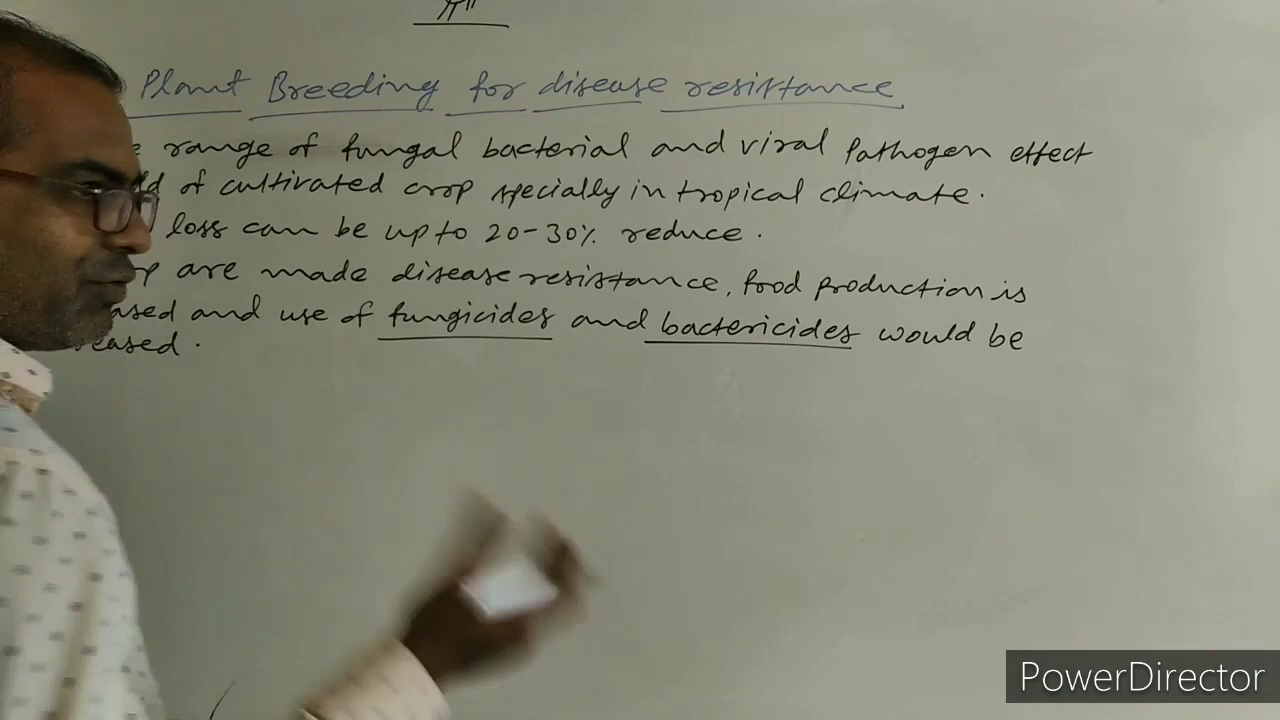 Plant Breeding for disease resistance
range of fungal bacterial and viral pathogen effect
of cultivated crop specially in tropical climate.
loss can be up to 20-30% reduce.
are made disease resistance, food production is
and use of fungicides and bactericides would be
PowerDirector